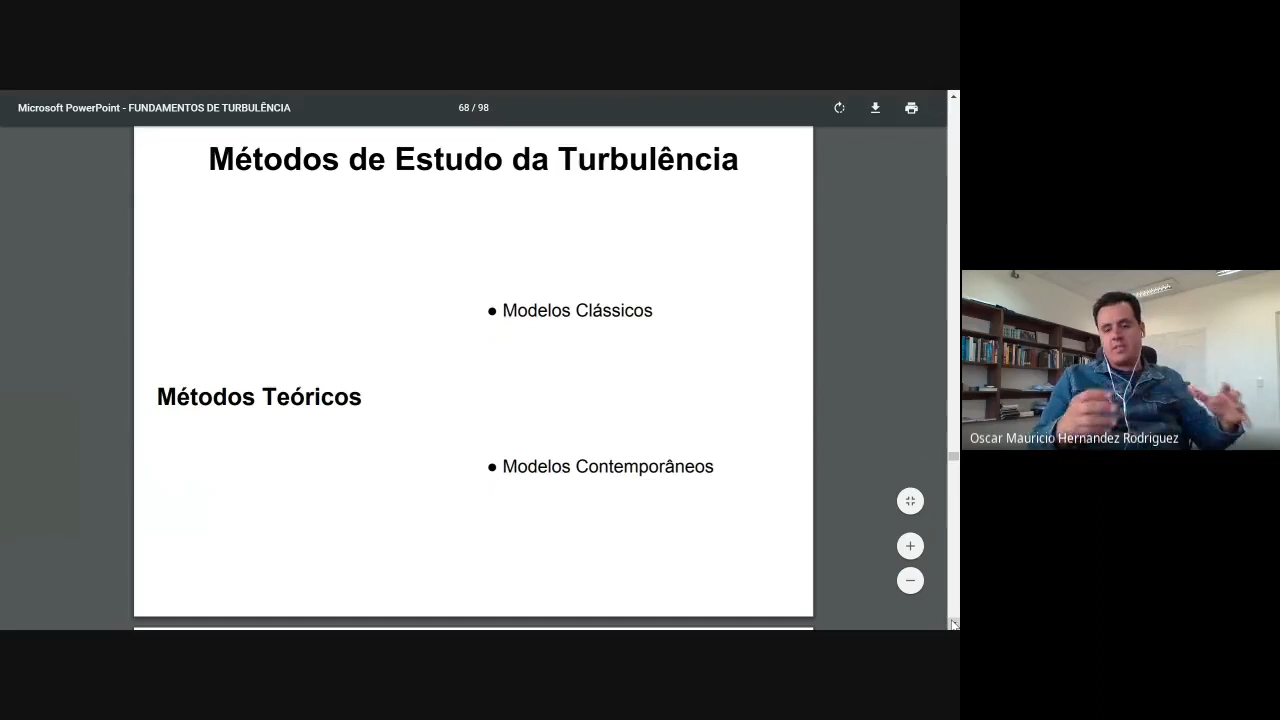 Microsoft PowerPoint - FUNDAMENTOS DE TURBULÊNCIA
68 / 98
Métodos de Estudo da Turbulência
● Modelos Clássicos
Métodos Teóricos
● Modelos Contemporâneos
Oscar Mauricio Hernandez Rodriguez